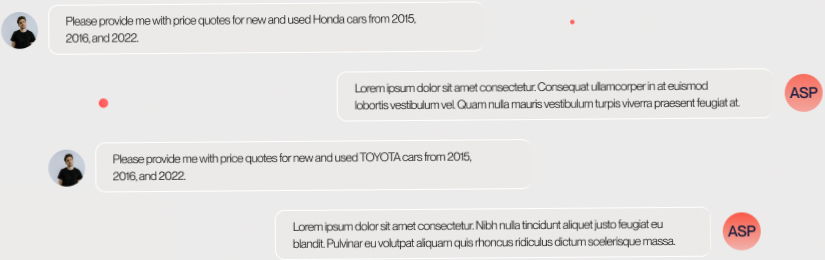 Please provide me with price quotes for new and used Honda cars from 2015,
2016, and 2022.
Lorem ipsum dolor sit amet consectetur. Consequat ullamcorper in at euismod
lobortis vestibulum vel. Quam nulla mauris vestibulum turpis viverra praesent feugiat at.
ASP
Please provide me with price quotes for new and used TOYOTA cars from 2015,
2016, and 2022.
Lorem ipsum dolor sit amet consectetur. Nibh nulla tincidunt aliquet justo feugiat eu
blandit. Pulvinar eu volutpat aliquam quis rhoncus ridiculus dictum scelerisque massa.
ASP